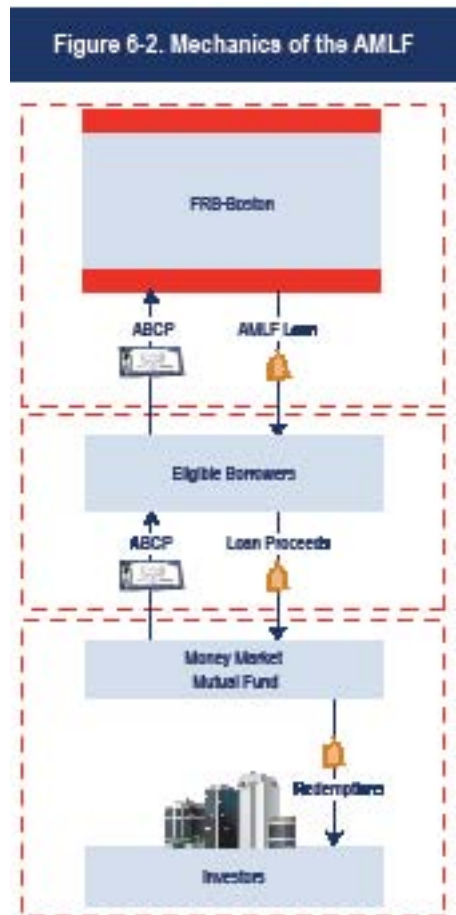 Figure 6-2. Mechanics of the AMLF
FRB-Boston
ABCP
AMLF Loan
Eligible Borrowers
ABCP
Loan Proceeds
Money Market
Mutual Fund
Redemptions
Investors